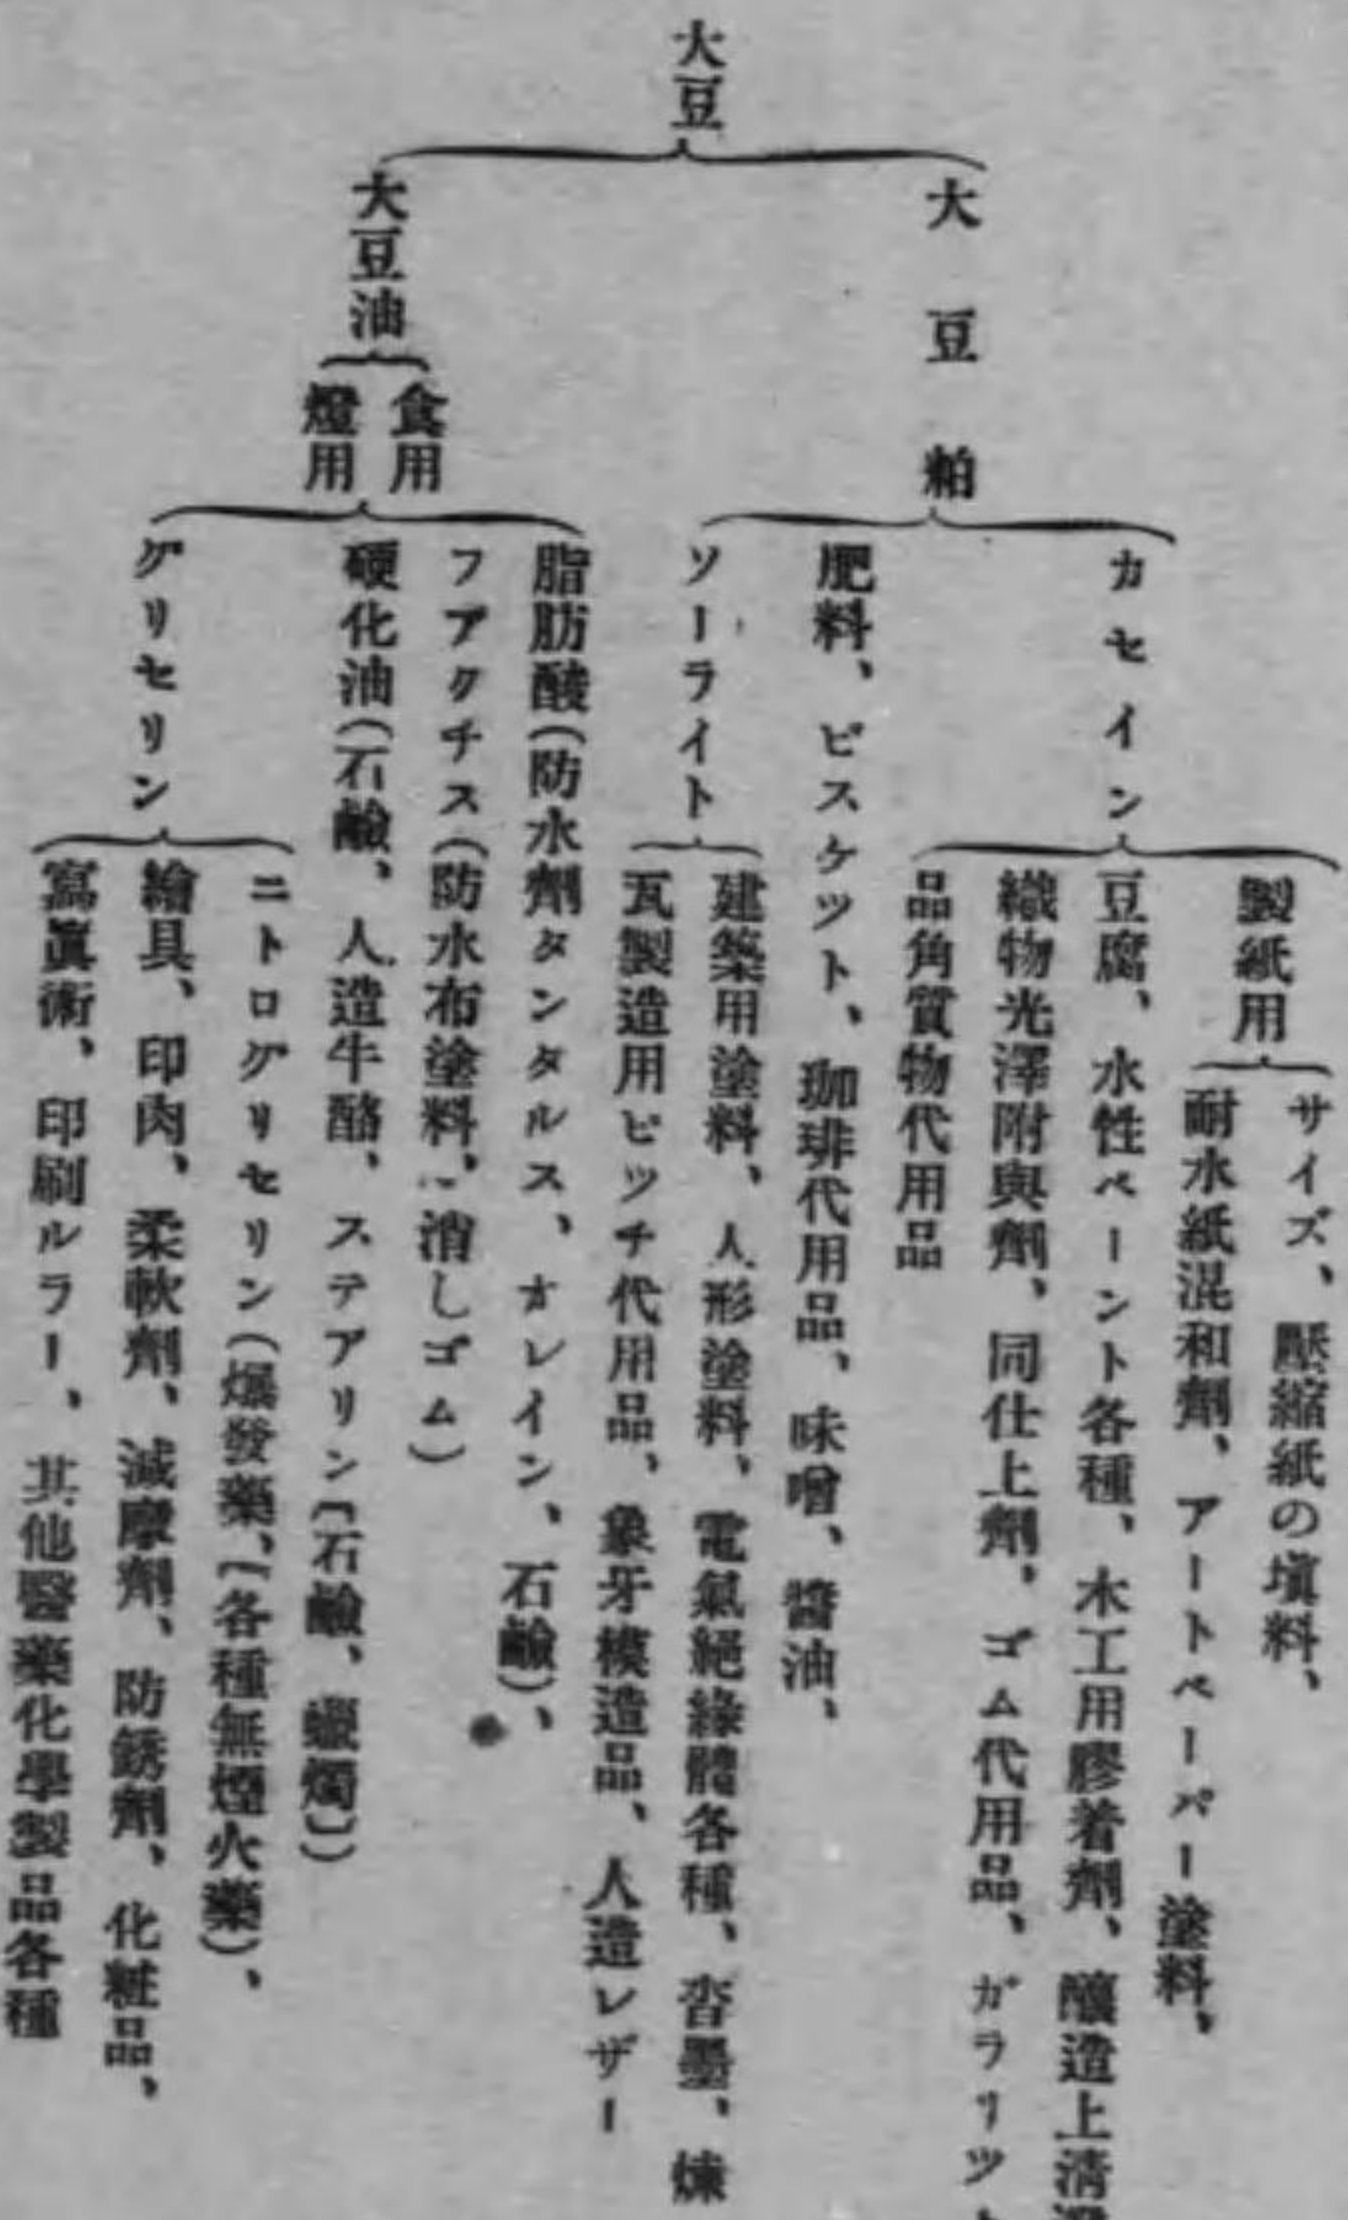 大豆
大豆粕
カセイン
製紙用
サイズ、壓縮紙の塡料、
耐水紙混和劑、アートペーパー塗料、
豆腐、水性ペーント各種、木工用膠着劑、釀造上淸
織物光澤附與劑、同仕上劑、ゴム代用品、ガラリツト
品角質物代用品
肥料、ビスケツト、珈琲代用品、味噌、醬油、
ソーライト
建築用塗料、人形塗料、電氣絕緣體各種、沓墨、煉
瓦製造用ピツチ代用品、象牙模造品、人造レザー
大豆油
食用
燈用
脂肪酸(防水劑タンタルス、オレイン、石鹼)、
フアクチス(防水布塗料、消しゴム)
硬化油(石鹼、人造牛酪、ステアリン〔石鹼、蠟燭〕)
グリセリン
ニトログリセリン(爆發藥、〔各種無煙火藥)、
繪具、印肉、柔軟劑、減摩劑、防銹劑、化粧品、
寫眞術、印刷ルラー、其他醫藥化學製品各種